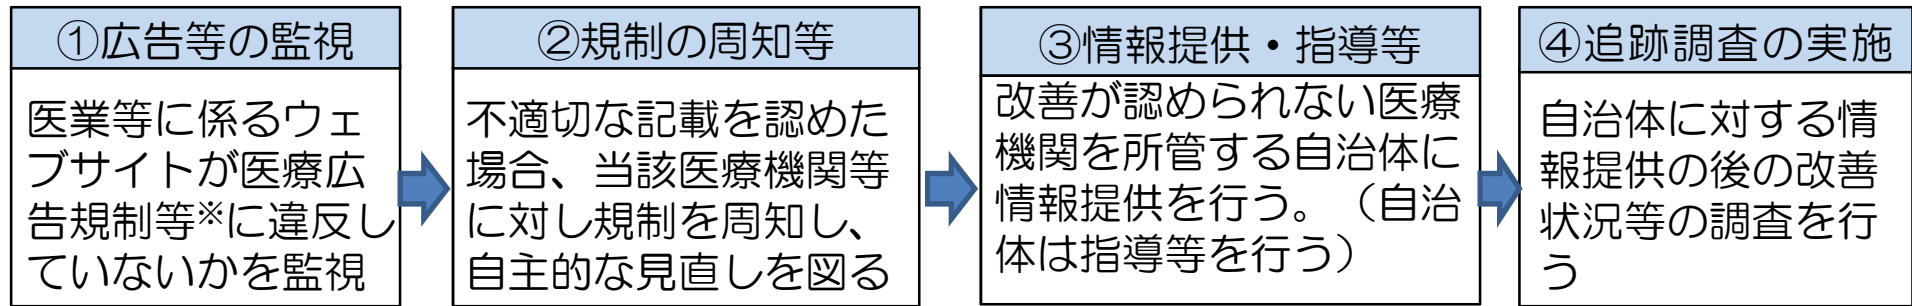 ①広告等の監視
医業等に係るウェ
ブサイトが医療広
告規制等※に違反し
ていないかを監視
②規制の周知等
不適切な記載を認めた
場合、当該医療機関等
に対し規制を周知し、
自主的な見直しを図る
③情報提供・指導等
改善が認められない医療
機関を所管する自治体に
情報提供を行う。（自治
体は指導等を行う）
④追跡調査の実施
自治体に対する情
報提供の後の改善
状況等の調査を行
う